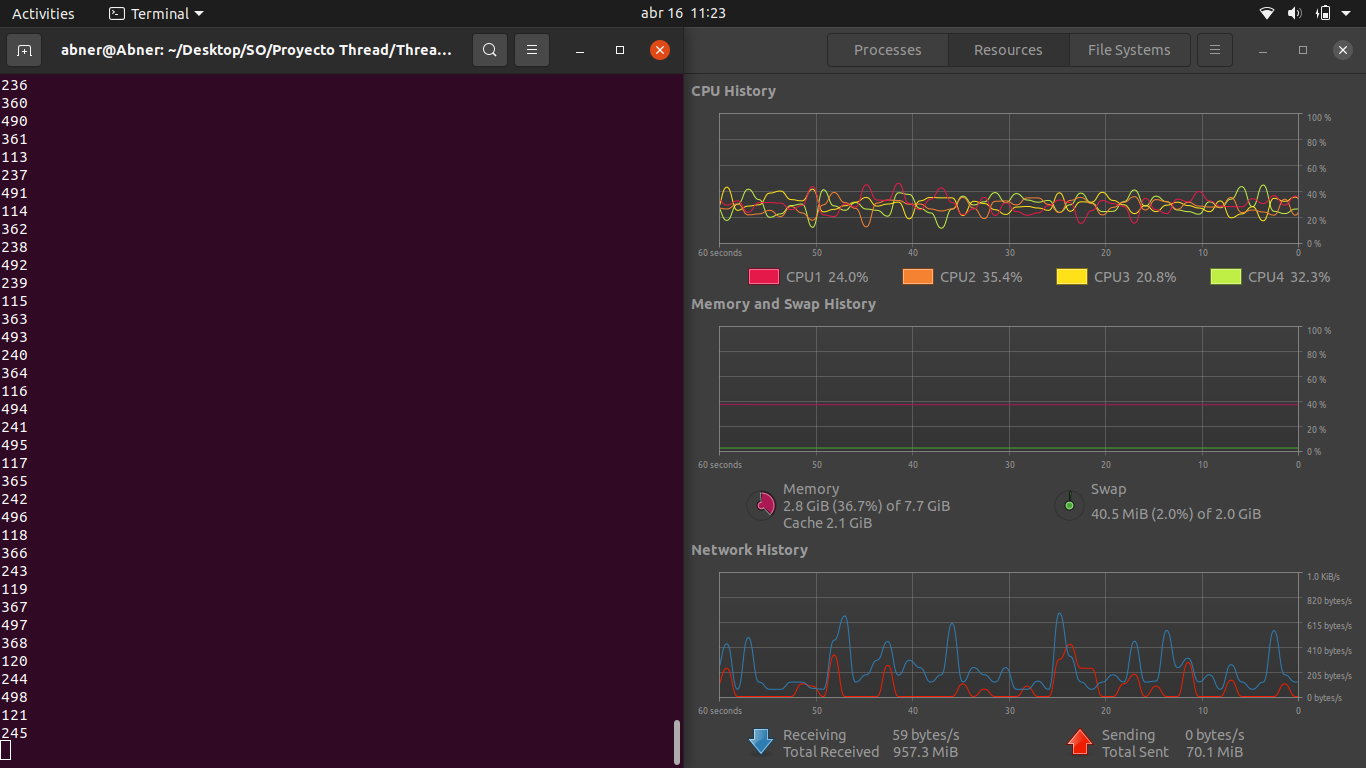 Activities Terminal abr 16 11:23
abner@Abner: ~/Desktop/SO/Proyecto Thread/Threa...
236
360
490
361
113
237
491
114
362
238
492
239
115
363
493
240
364
116
494
241
495
117
365
242
496
118
366
243
119
367
497
368
120
244
498
121
245
Processes Resources File Systems
CPU History
100 %
80 %
60 %
40 %
20 %
0 %
60 seconds 50 40 30 20 10 0
CPU1 24.0% CPU2 35.4% CPU3 20.8% CPU4 32.3%
Memory and Swap History
100 %
80 %
60 %
40 %
20 %
0 %
60 seconds 50 40 30 20 10 0
Memory
2.8 GiB (36.7%) of 7.7 GiB
Cache 2.1 GiB
Swap
40.5 MiB (2.0%) of 2.0 GiB
Network History
1.0 KiB/s
820 bytes/s
615 bytes/s
410 bytes/s
205 bytes/s
0 bytes/s
60 seconds 50 40 30 20 10 0
Receiving 59 bytes/s
Total Received 957.3 MiB
Sending 0 bytes/s
Total Sent 70.1 MiB